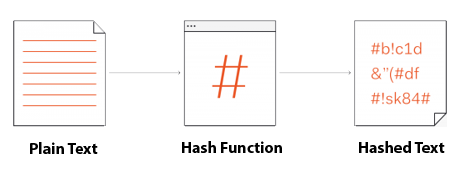 #
#b!c1d
&"(#df
#!sk84#
Plain Text
Hash Function
Hashed Text